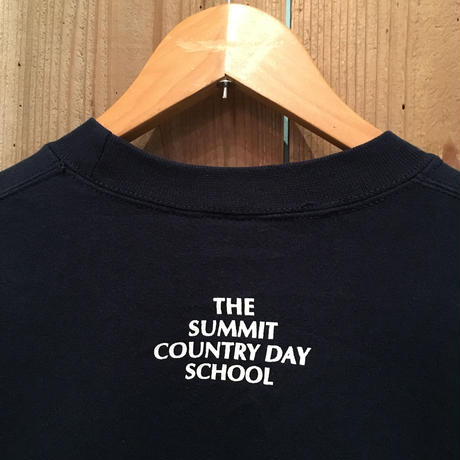 THE
SUMMIT
COUNTRY DAY
SCHOOL